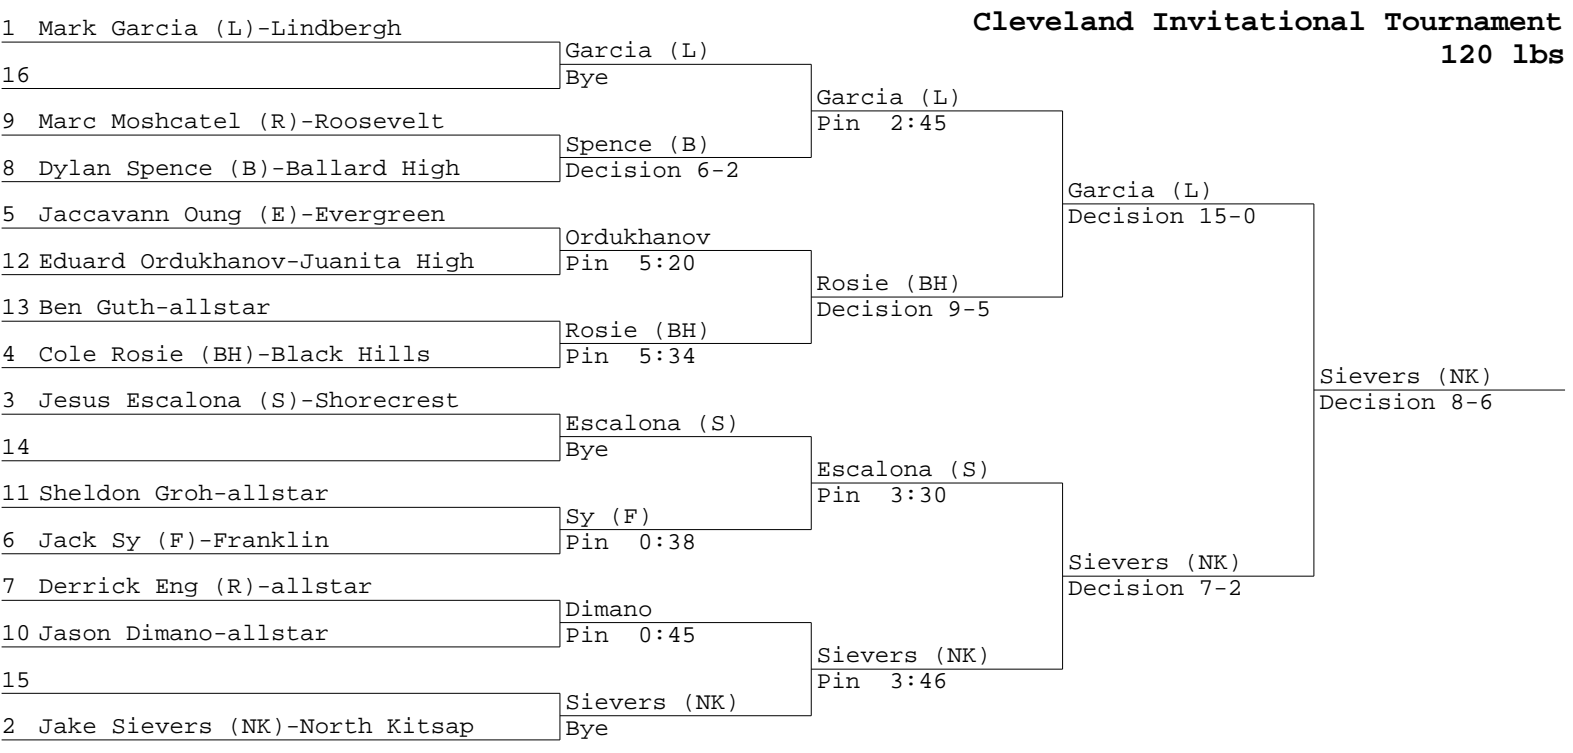 Cleveland Invitational Tournament
120 lbs
1 Mark Garcia (L)-Lindbergh
16
9 Marc Moshcatel (R)-Roosevelt
8 Dylan Spence (B)-Ballard High
5 Jaccavann Oung (E)-Evergreen
12 Eduard Ordukhanov-Juanita High
13 Ben Guth-allstar
4 Cole Rosie (BH)-Black Hills
3 Jesus Escalona (S)-Shorecrest
14
11 Sheldon Groh-allstar
6 Jack Sy (F)-Franklin
7 Derrick Eng (R)-allstar
10 Jason Dimano-allstar
15
2 Jake Sievers (NK)-North Kitsap
Garcia (L)
Bye
Spence (B)
Decision 6-2
Ordukhanov
Pin 5:20
Rosie (BH)
Pin 5:34
Escalona (S)
Bye
Sy (F)
Pin 0:38
Dimano
Pin 0:45
Sievers (NK)
Bye
Garcia (L)
Pin 2:45
Rosie (BH)
Decision 9-5
Escalona (S)
Pin 3:30
Sievers (NK)
Pin 3:46
Garcia (L)
Decision 15-0
Sievers (NK)
Decision 7-2
Sievers (NK)
Decision 8-6